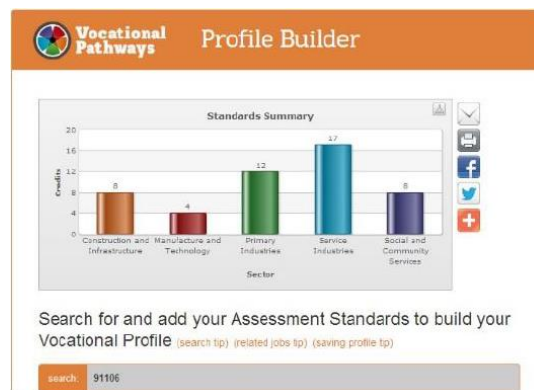 Vocational
Pathways
Profile Builder
Standards Summary
20
16
12
8
4
0
Credits
8
4
12
17
8
Construction and
Infrastructure
Manufacture and
Technology
Primary
Industries
Service
Industries
Social and
Community
Services
Sector
Search for and add your Assessment Standards to build your
Vocational Profile (search tip) (related jobs tip) (saving profile tip)
search: 91106